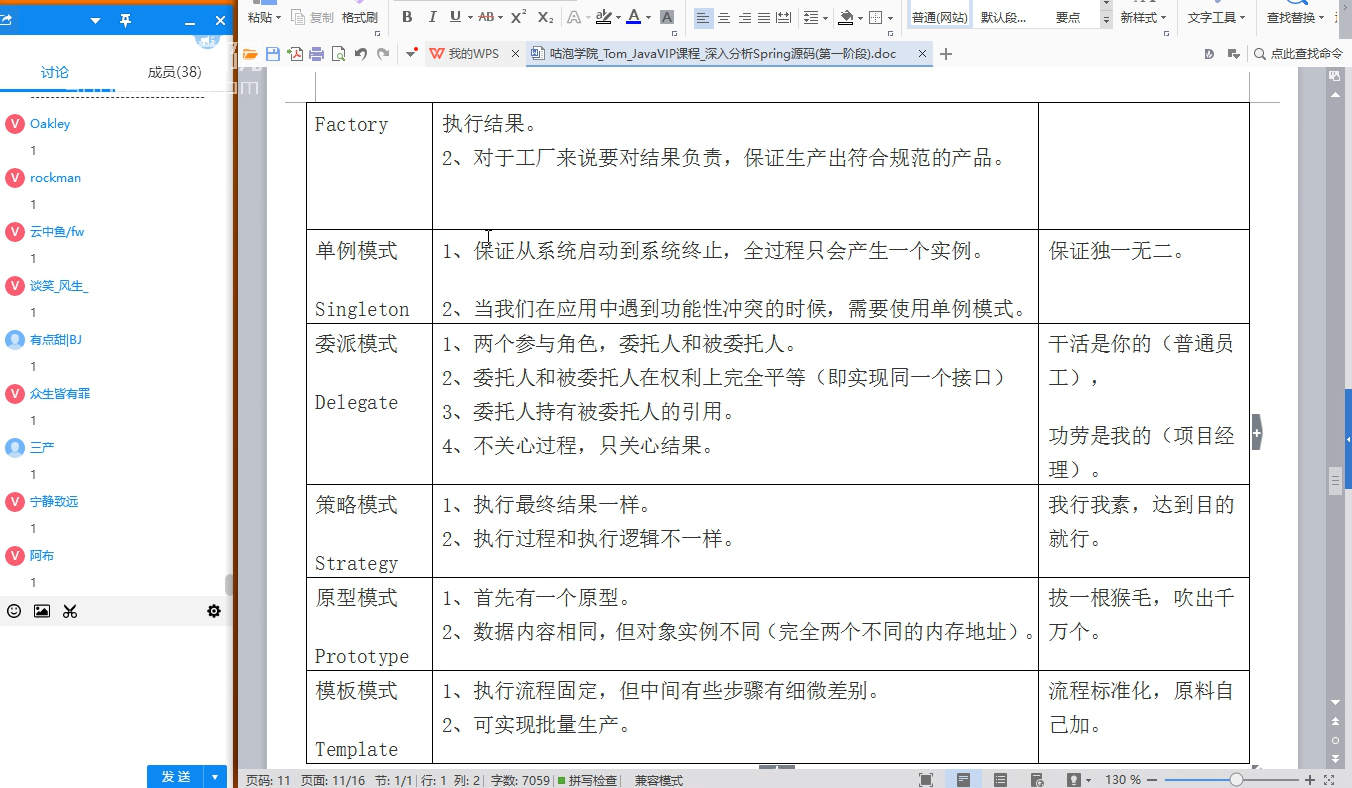 粘贴
复制
格式刷
B I U AB X² X₂ A A A
普通(网站)
默认段...
要点
新样式
文字工具
查找替换
我的WPS
咕泡学院_Tom_JavaVIP课程_深入分析Spring源码(第一阶段).doc
点此查找命令
讨论
成员(38)
Oakley
1
rockman
1
云中鱼/fw
1
谈笑_风生_
1
有点甜|BJ
1
众生皆有罪
1
三产
1
宁静致远
1
阿布
1
发送
Factory
执行结果。
2、对于工厂来说要对结果负责，保证生产出符合规范的产品。
单例模式
Singleton
1、保证从系统启动到系统终止，全过程只会产生一个实例。
2、当我们在应用中遇到功能性冲突的时候，需要使用单例模式。
保证独一无二。
委派模式
Delegate
1、两个参与角色，委托人和被委托人。
2、委托人和被委托人在权利上完全平等（即实现同一个接口）
3、委托人持有被委托人的引用。
4、不关心过程，只关心结果。
干活是你的（普通员
工），
功劳是我的（项目经
理）。
策略模式
Strategy
1、执行最终结果一样。
2、执行过程和执行逻辑不一样。
我行我素，达到目的
就行。
原型模式
Prototype
1、首先有一个原型。
2、数据内容相同，但对象实例不同（完全两个不同的内存地址）。
拔一根猴毛，吹出千
万个。
模板模式
Template
1、执行流程固定，但中间有些步骤有细微差别。
2、可实现批量生产。
流程标准化，原料自
己加。
页码: 11 页面: 11/16 节: 1/1 行: 1 列: 2 字数: 7059 拼写检查 兼容模式
130 %